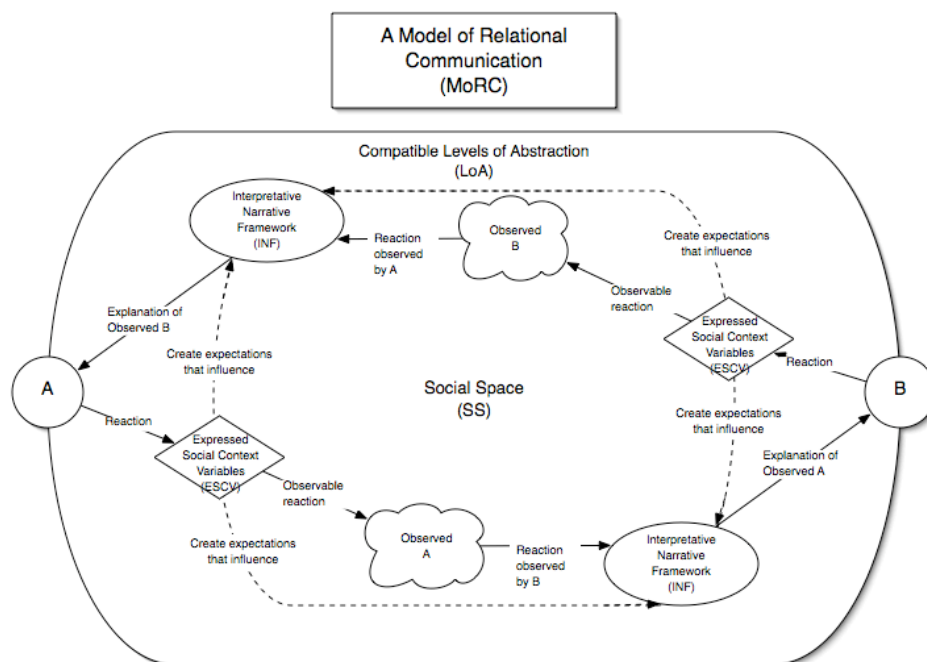 A Model of Relational
Communication
(MoRC)
Compatible Levels of Abstraction
(LoA)
Interpretative
Narrative
Framework
(INF)
Reaction
observed
by A
Observed
B
Create expectations
that influence
Observable
reaction
Explanation of
Observed B
Expressed
Social Context
Variables
(ESCV)
Reaction
Create expectations
that influence
A
B
Social Space
(SS)
Reaction
Create expectations
that influence
Expressed
Social Context
Variables
(ESCV)
Explanation of
Observed A
Observable
reaction
Create expectations
that influence
Observed
A
Reaction
observed
by B
Interpretative
Narrative
Framework
(INF)